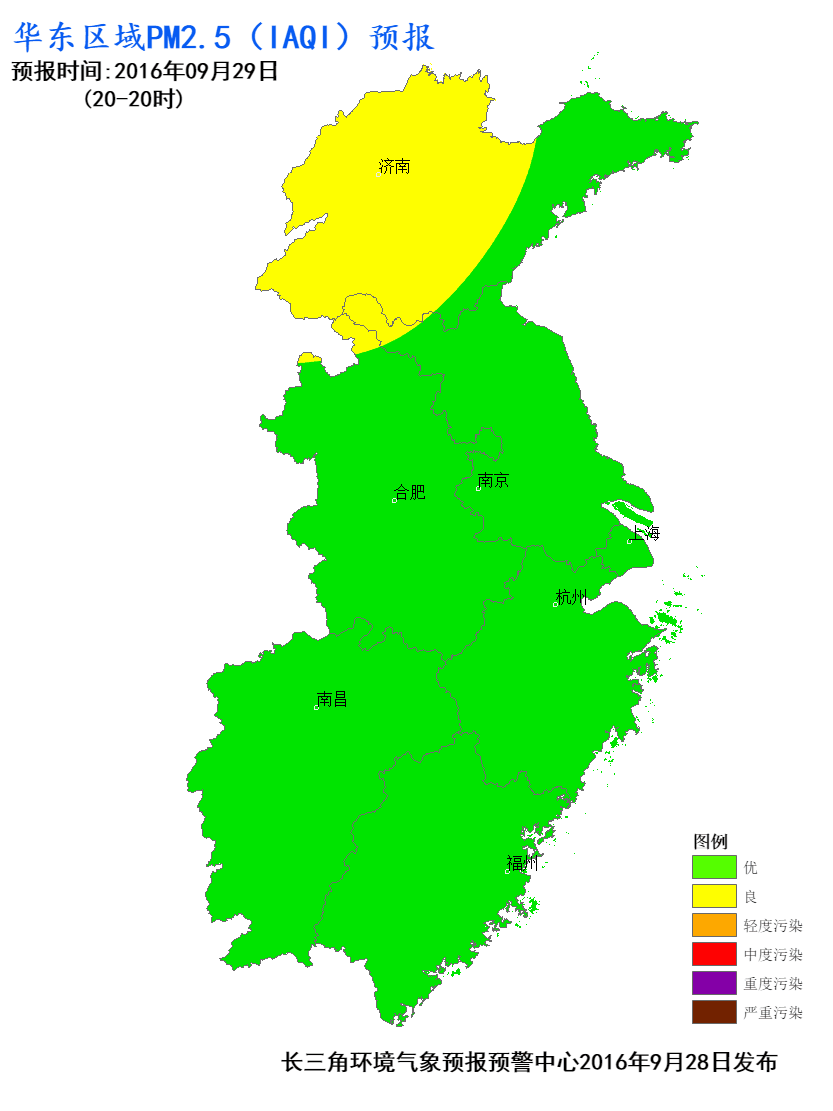 华东区域PM2.5（IAQI）预报
预报时间:2016年09月29日
(20-20时)
济南
南京
合肥
上海
杭州
南昌
福州
图例
优
良
轻度污染
中度污染
重度污染
严重污染
长三角环境气象预报预警中心2016年9月28日发布